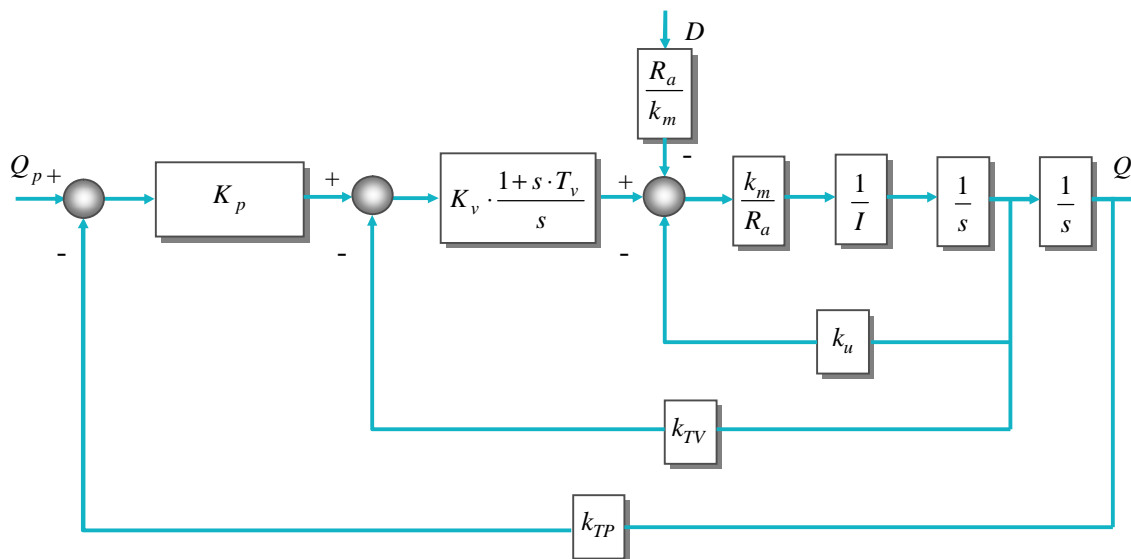 D
R_a
k_m
-
Q_p +
K_p
+
K_v · 1 + s · T_v
s
+
k_m
R_a
1
I
1
s
1
s
Q
-
-
-
k_u
k_TV
k_TP